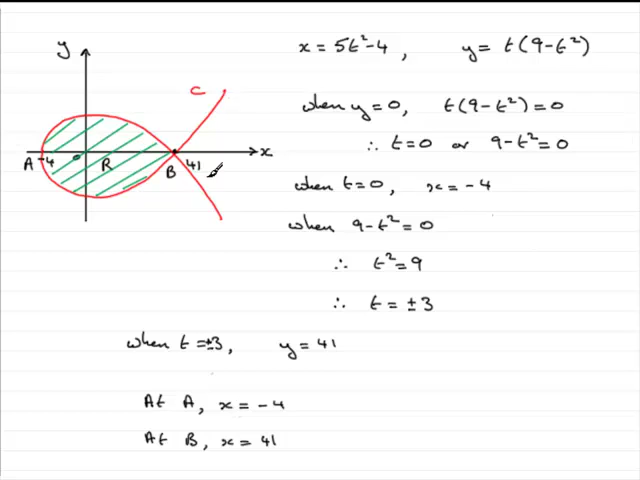 x = 5t²-4, y = t(9-t²)
y
C
when y=0, t(9-t²)=0
∴ t=0 or 9-t²=0
x
A -4 o R B 41
when t=0, x=-4
when 9-t²=0
∴ t²=9
∴ t = ±3
when t=±3, y = 41
At A, x = -4
At B, x = 41